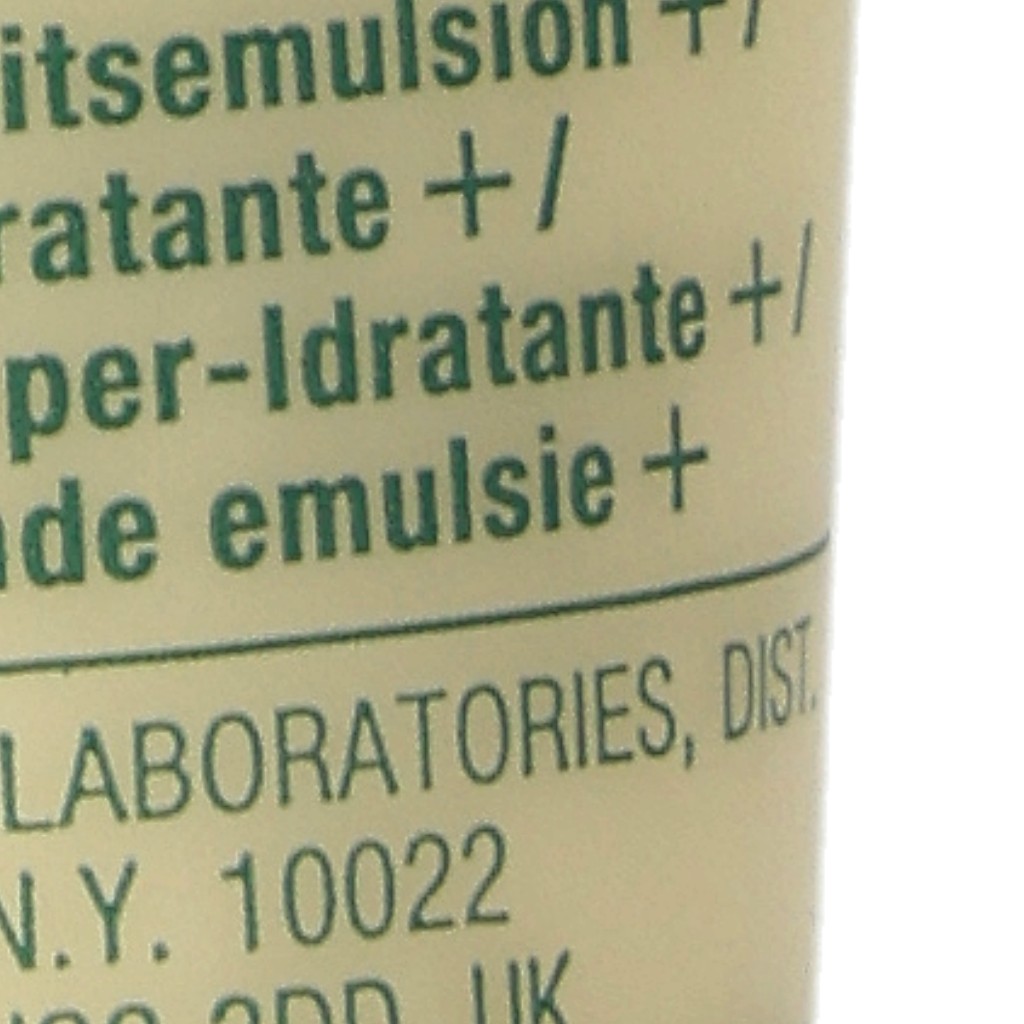 itsemulsion +/
ratante +/
per-Idratante +/
de emulsie +
LABORATORIES, DIST.
N.Y. 10022
UK